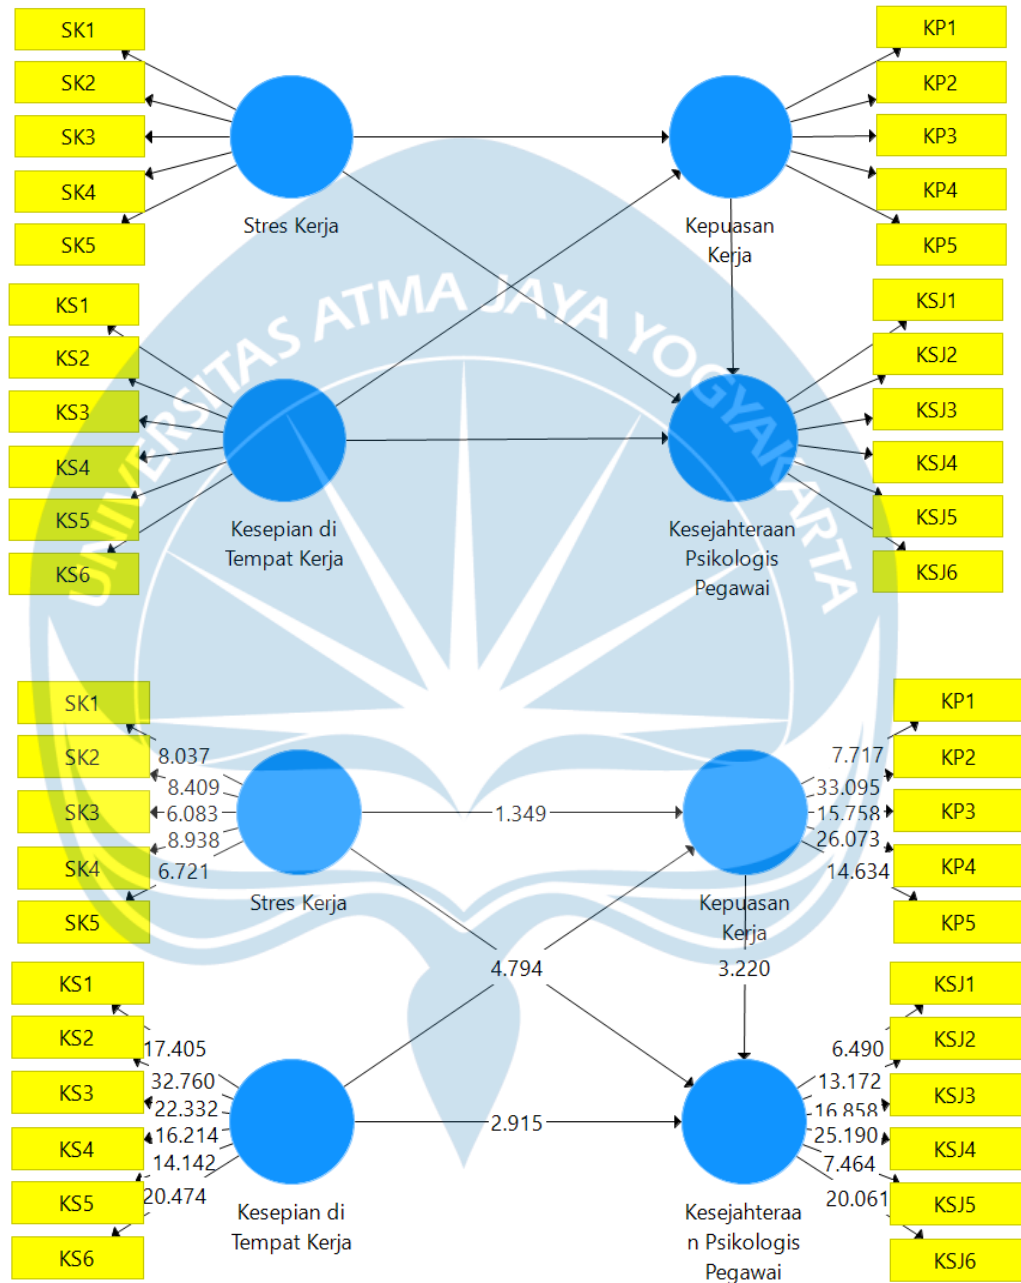 SK1
SK2
SK3
SK4
SK5
Stres Kerja
KP1
KP2
KP3
KP4
KP5
Kepuasan
Kerja
KS1
KS2
KS3
KS4
KS5
KS6
Kesepian di
Tempat Kerja
KSJ1
KSJ2
KSJ3
KSJ4
KSJ5
KSJ6
Kesejahteraan
Psikologis
Pegawai
UNIVERSITAS ATMA JAYA YOGYAKARTA
SK1
SK2
SK3
SK4
SK5
8.037
8.409
6.083
8.938
6.721
Stres Kerja
1.349
KP1
KP2
KP3
KP4
KP5
7.717
33.095
15.758
26.073
14.634
Kepuasan
Kerja
4.794
3.220
KS1
KS2
KS3
KS4
KS5
KS6
17.405
32.760
22.332
16.214
14.142
20.474
Kesepian di
Tempat Kerja
2.915
KSJ1
KSJ2
KSJ3
KSJ4
KSJ5
KSJ6
6.490
13.172
16.858
25.190
7.464
20.061
Kesejahteraa
n Psikologis
Pegawai